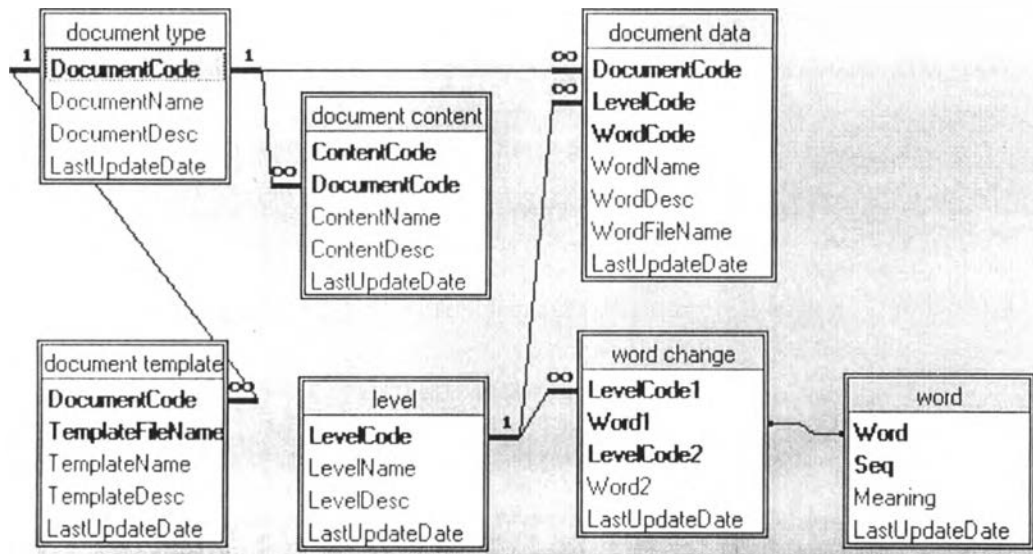 document type
1
1
DocumentCode
DocumentName
DocumentDesc
LastUpdateDate
document content
ContentCode
∞
DocumentCode
ContentName
ContentDesc
LastUpdateDate
document data
∞
DocumentCode
∞
LevelCode
WordCode
WordName
WordDesc
WordFileName
LastUpdateDate
document template
∞
DocumentCode
TemplateFileName
TemplateName
TemplateDesc
LastUpdateDate
level
1
LevelCode
LevelName
LevelDesc
LastUpdateDate
word change
∞
LevelCode1
Word1
LevelCode2
Word2
LastUpdateDate
word
Word
Seq
Meaning
LastUpdateDate